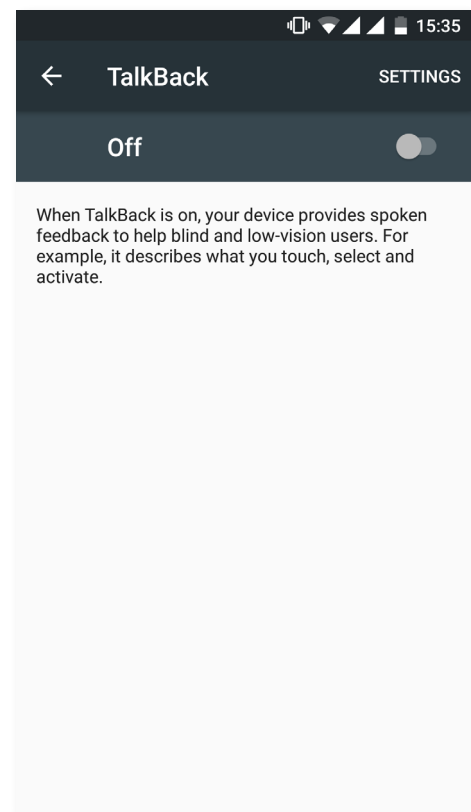 15:35
TalkBack
SETTINGS
Off
When TalkBack is on, your device provides spoken
feedback to help blind and low-vision users. For
example, it describes what you touch, select and
activate.